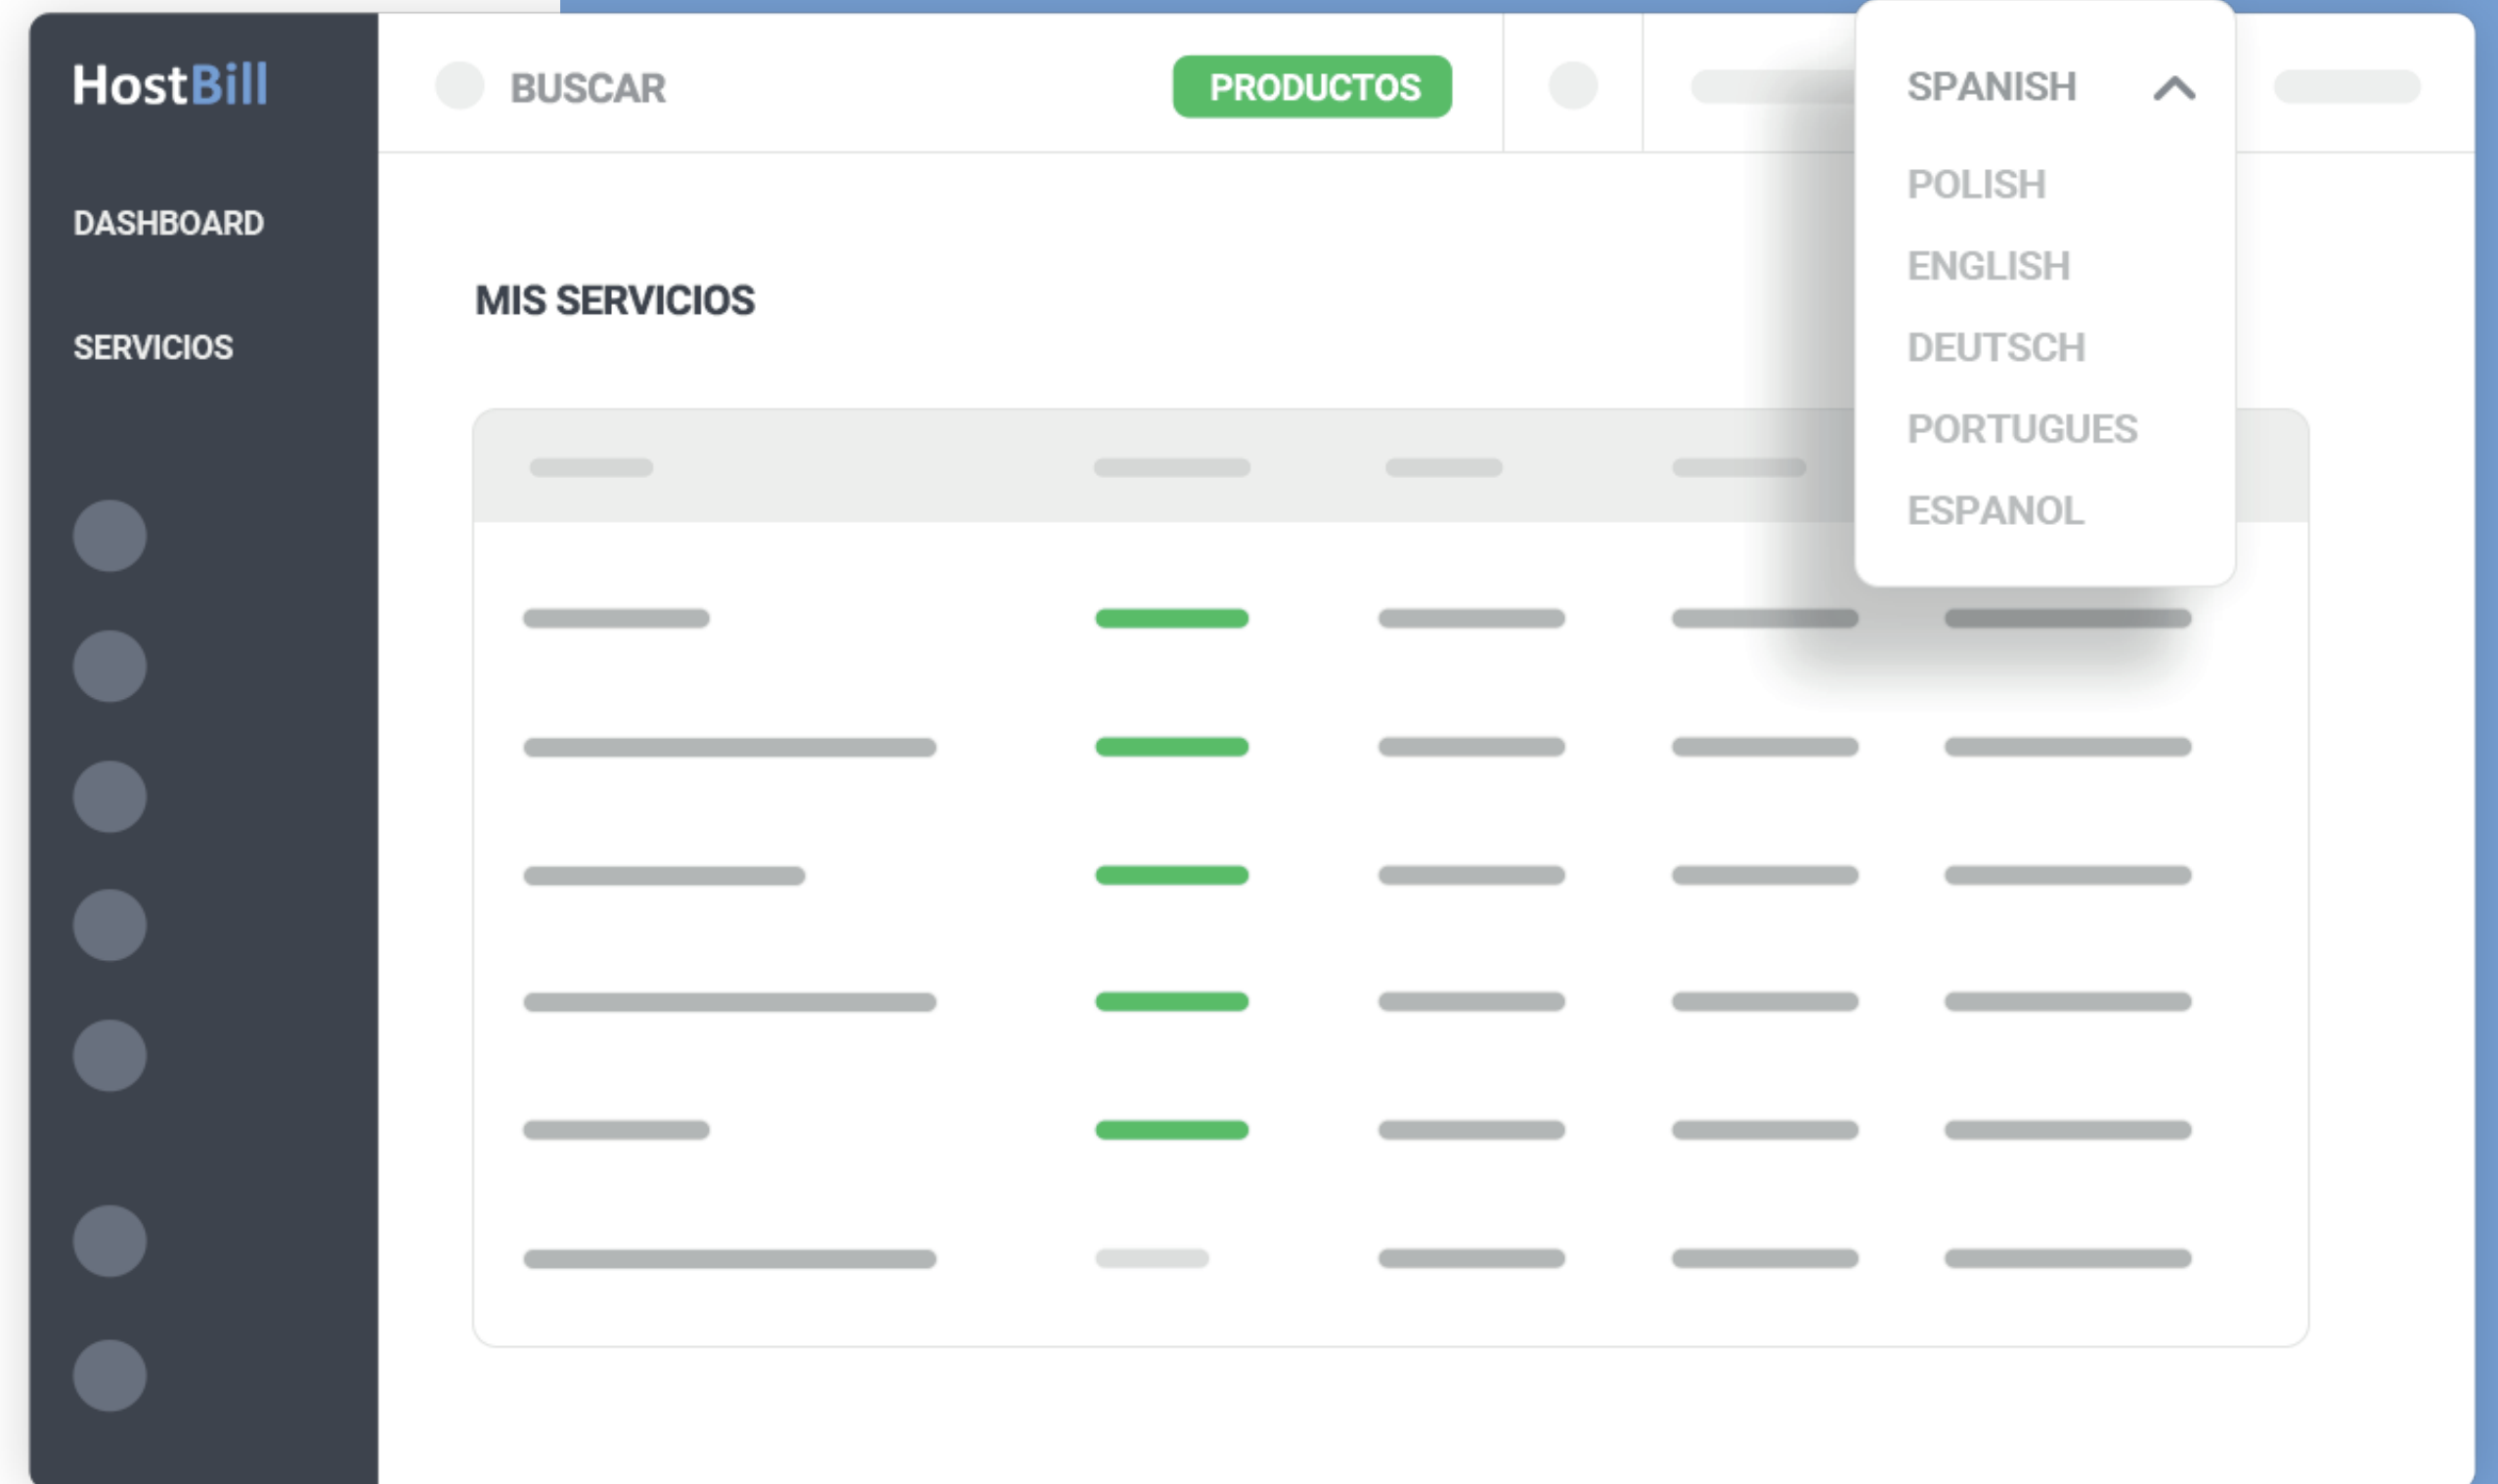 HostBill
DASHBOARD
SERVICIOS
BUSCAR
PRODUCTOS
SPANISH
POLISH
ENGLISH
DEUTSCH
PORTUGUES
ESPANOL
MIS SERVICIOS